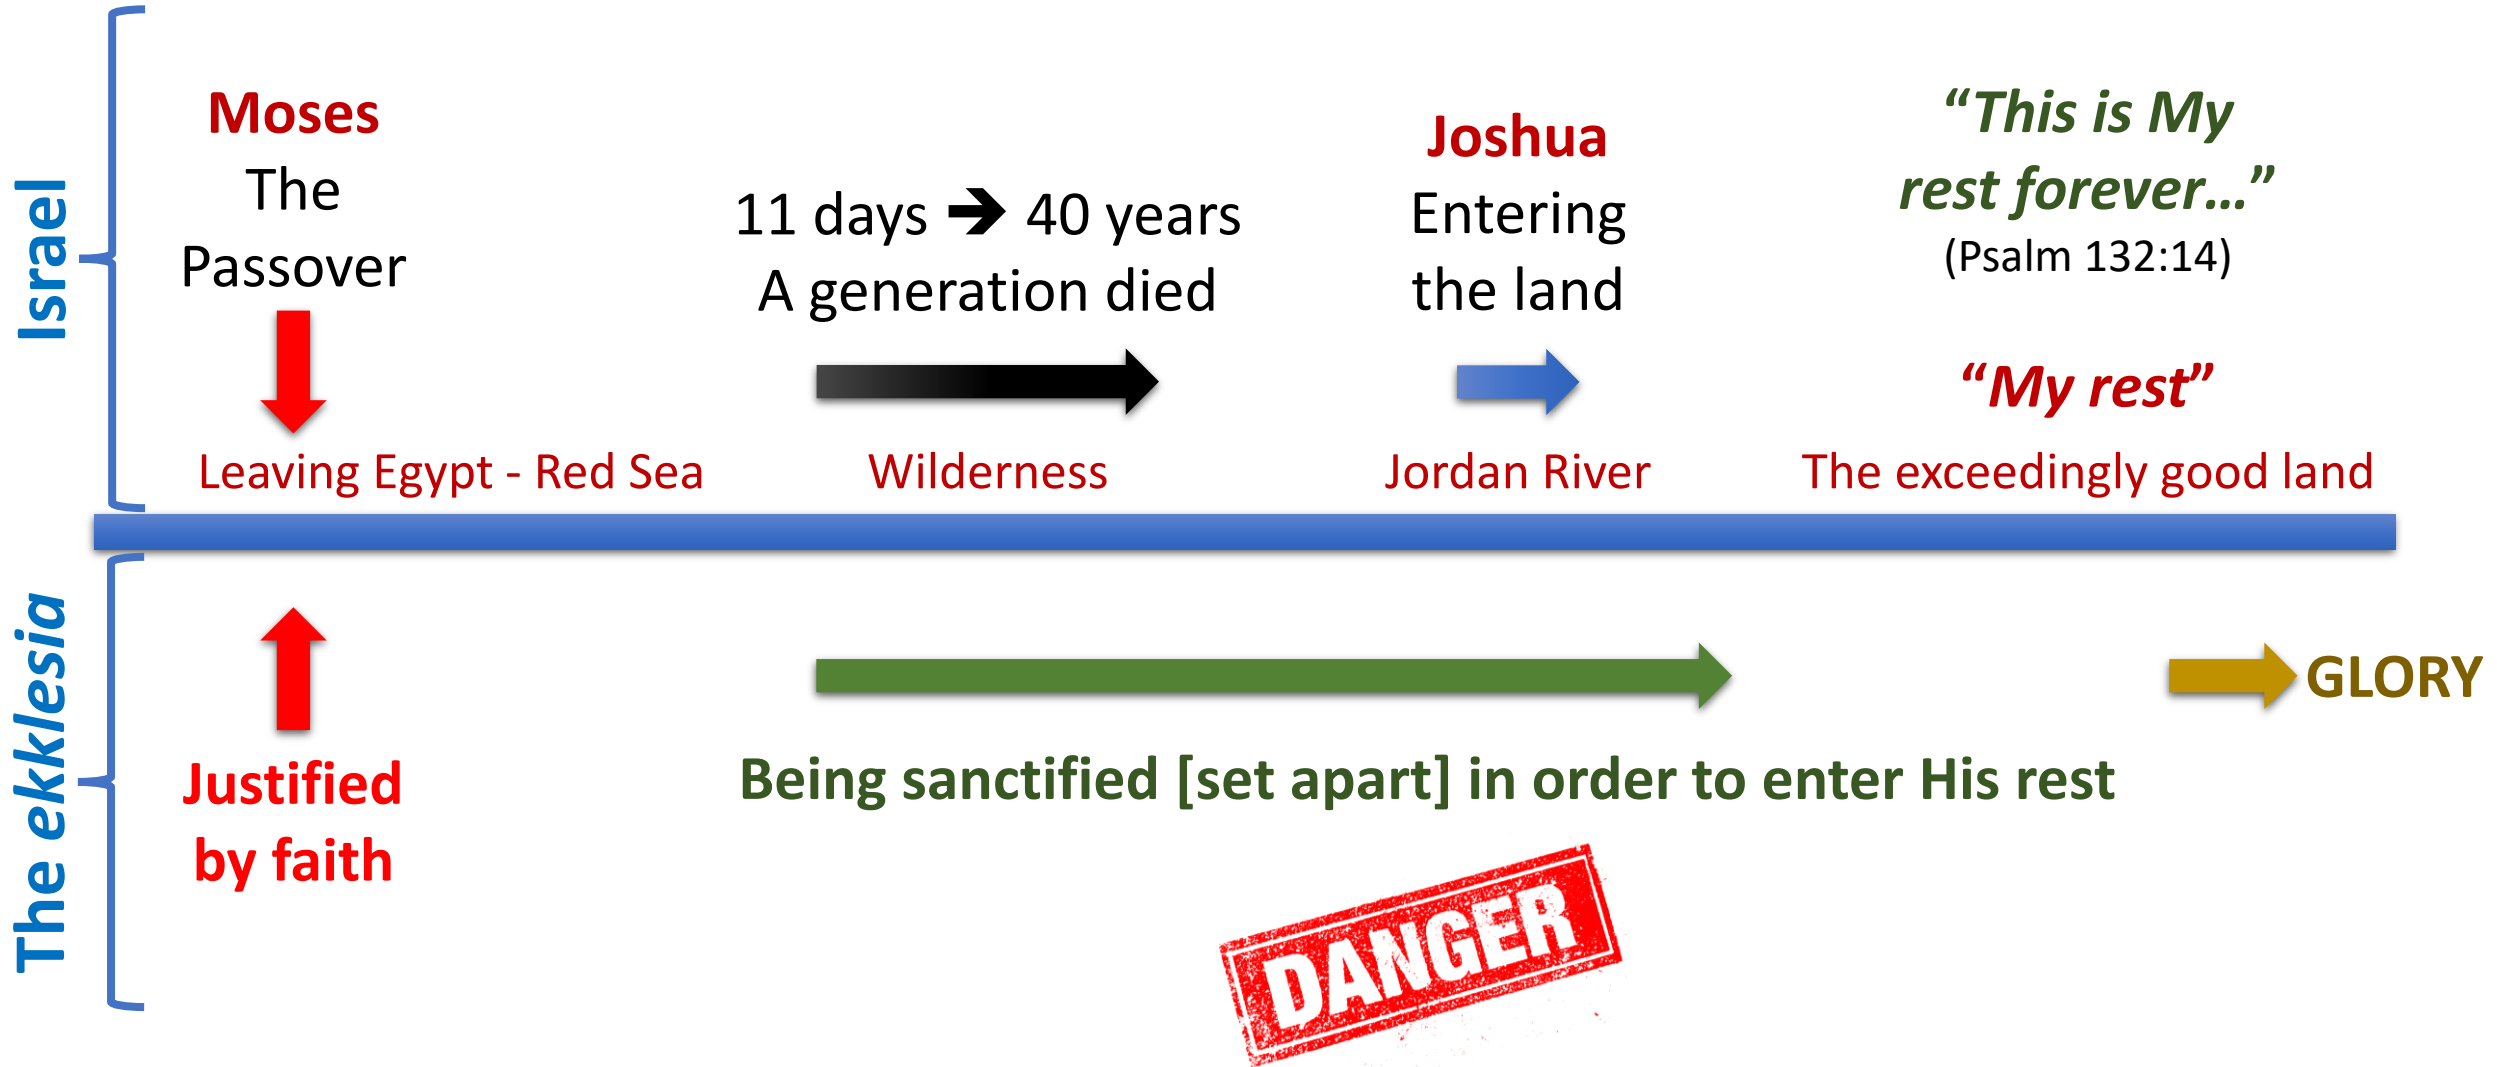 Israel
Moses
The
Passover
11 days 🡺 40 years
A generation died
Joshua
Entering
the land
“This is My
rest forever…”
(Psalm 132:14)
“My rest”
Leaving Egypt - Red Sea
Wilderness
Jordan River
The exceedingly good land
The ekklesia
Justified
by faith
Being sanctified [set apart] in order to enter His rest
GLORY
DANGER